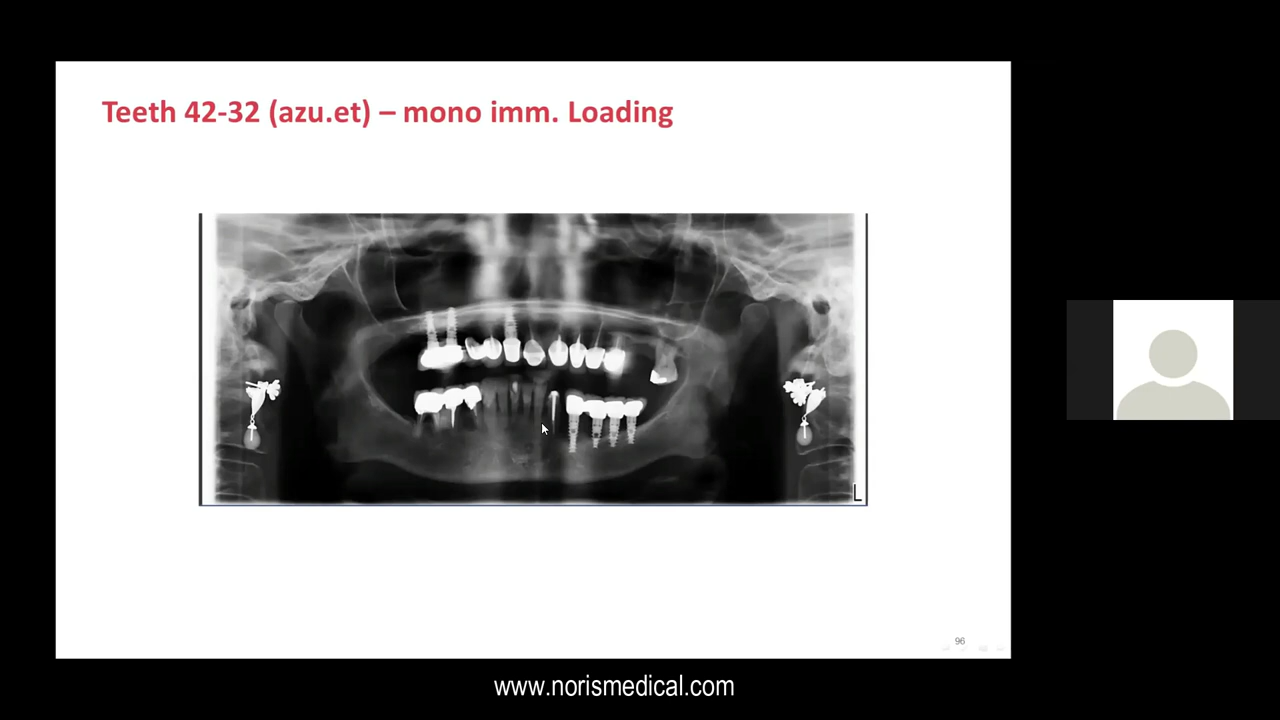 Teeth 42-32 (azu.et) – mono imm. Loading
L
96
www.norismedical.com